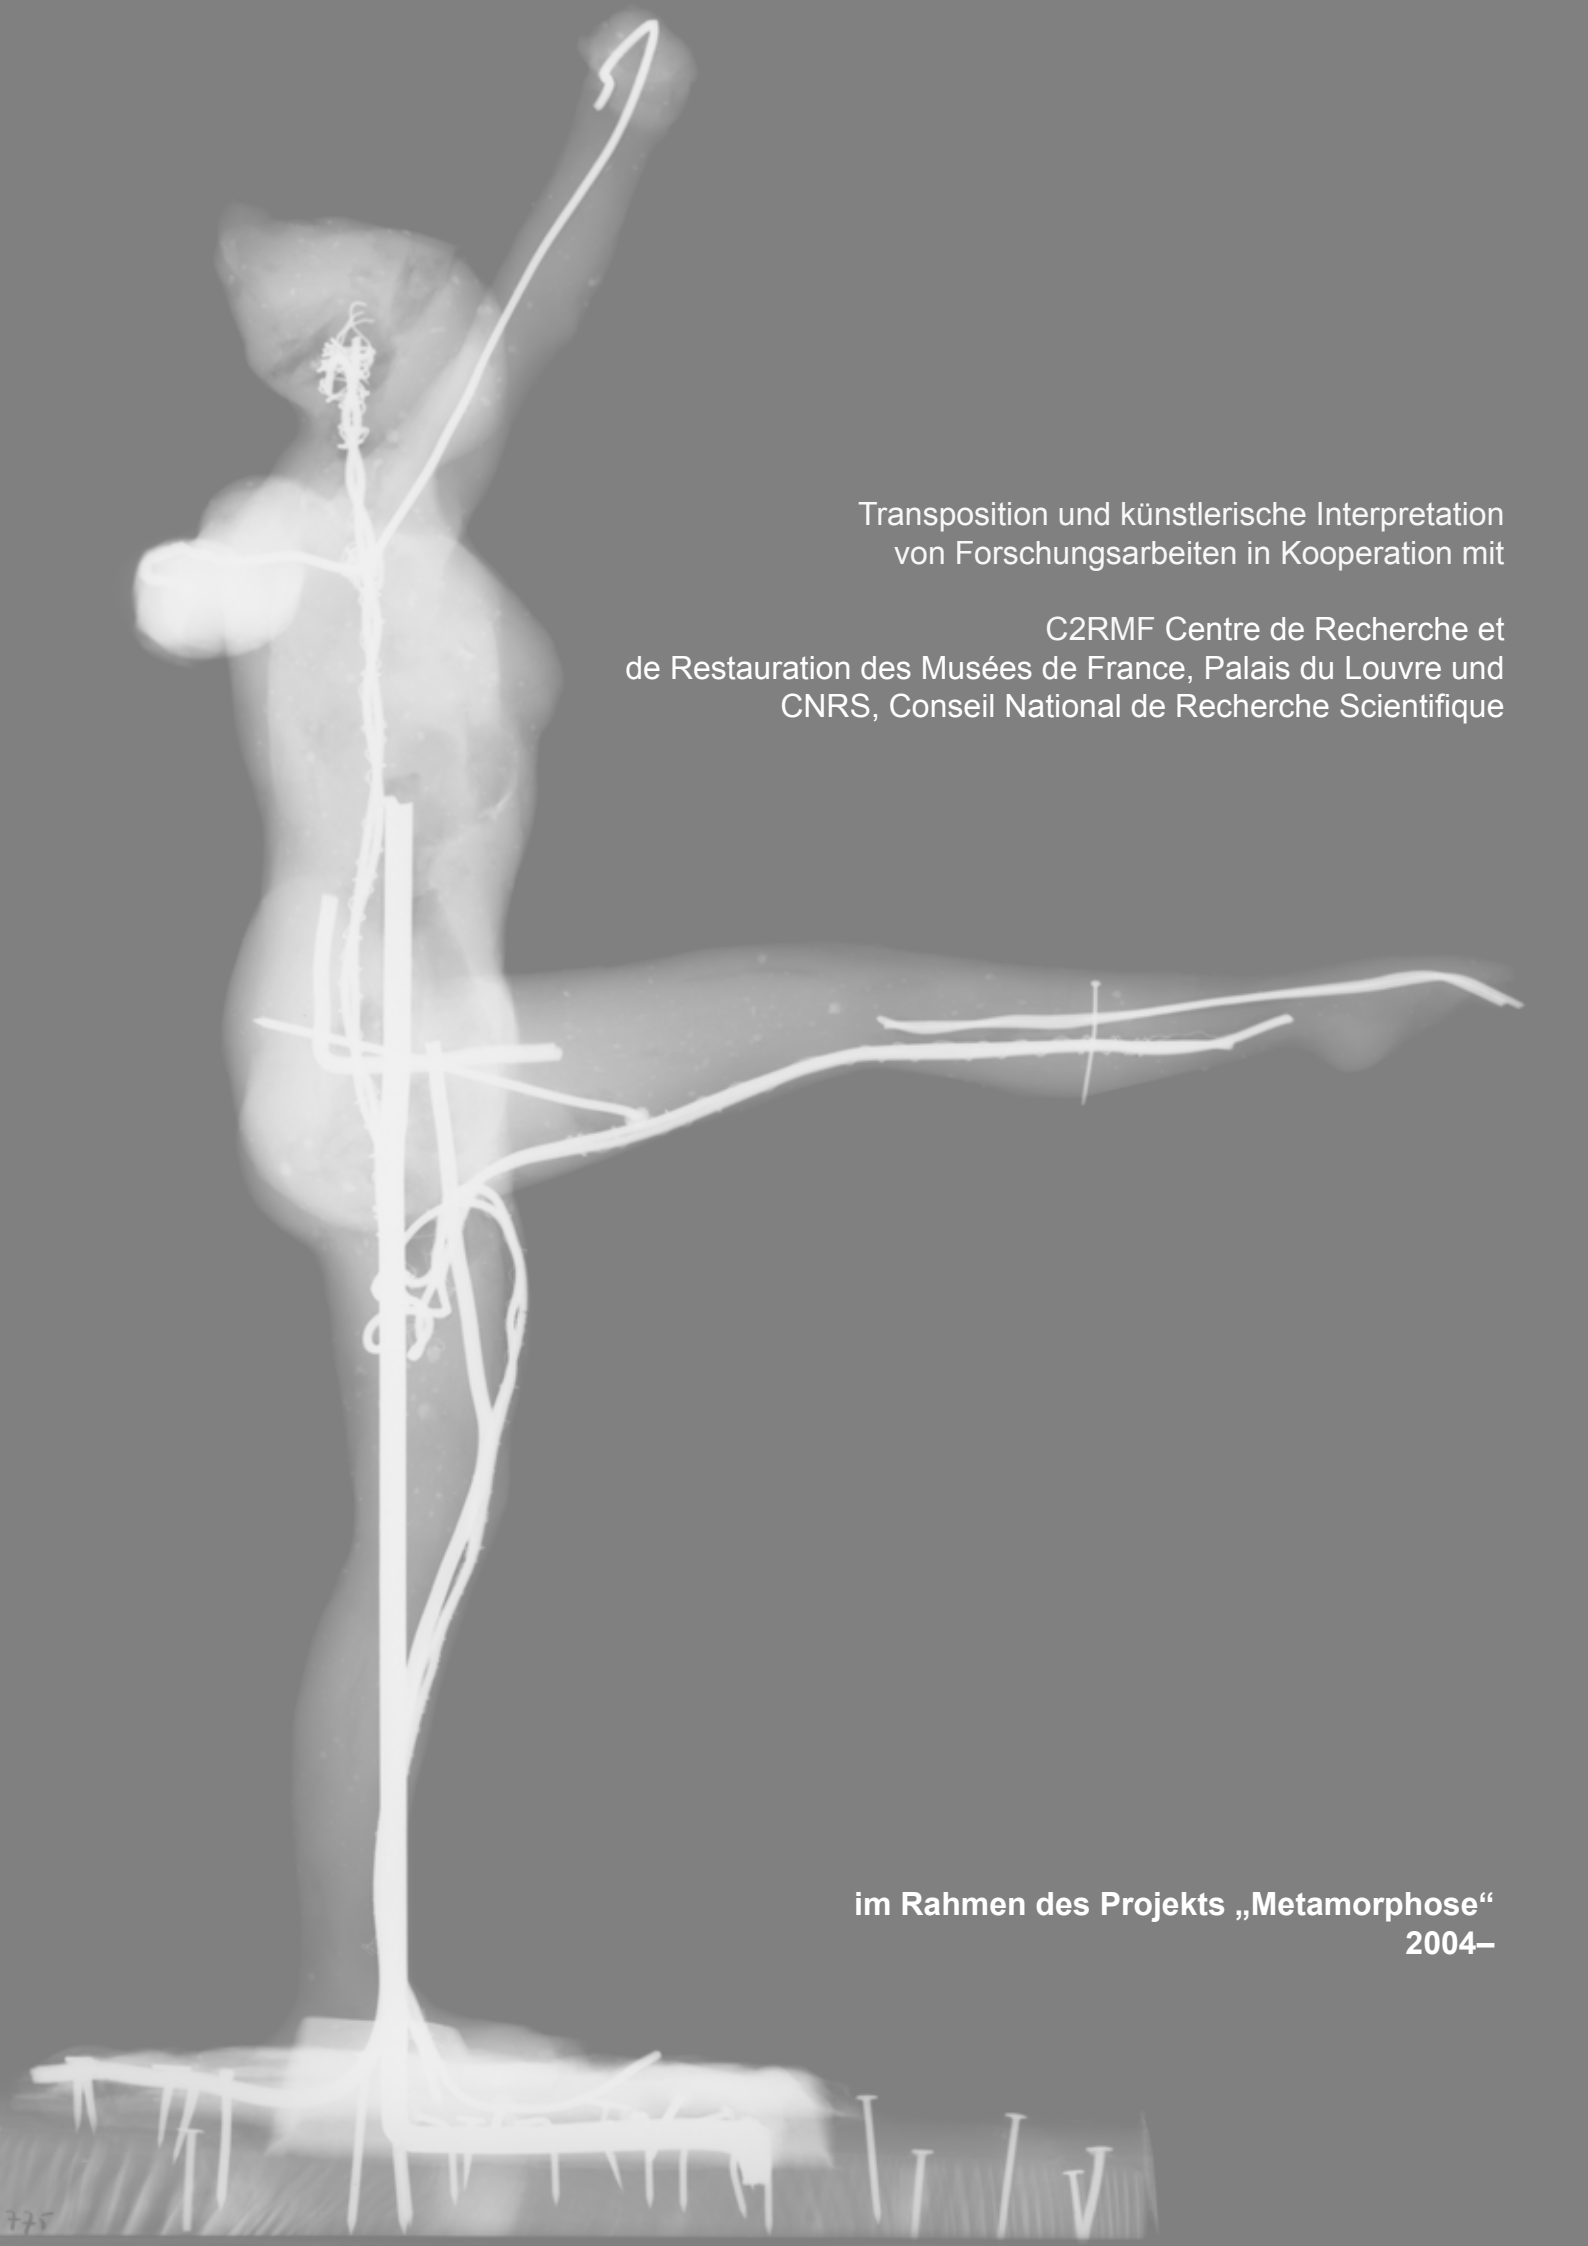 Transposition und künstlerische Interpretation
von Forschungsarbeiten in Kooperation mit
C2RMF Centre de Recherche et
de Restauration des Musées de France, Palais du Louvre und
CNRS, Conseil National de Recherche Scientifique
im Rahmen des Projekts „Metamorphose“
2004–
775